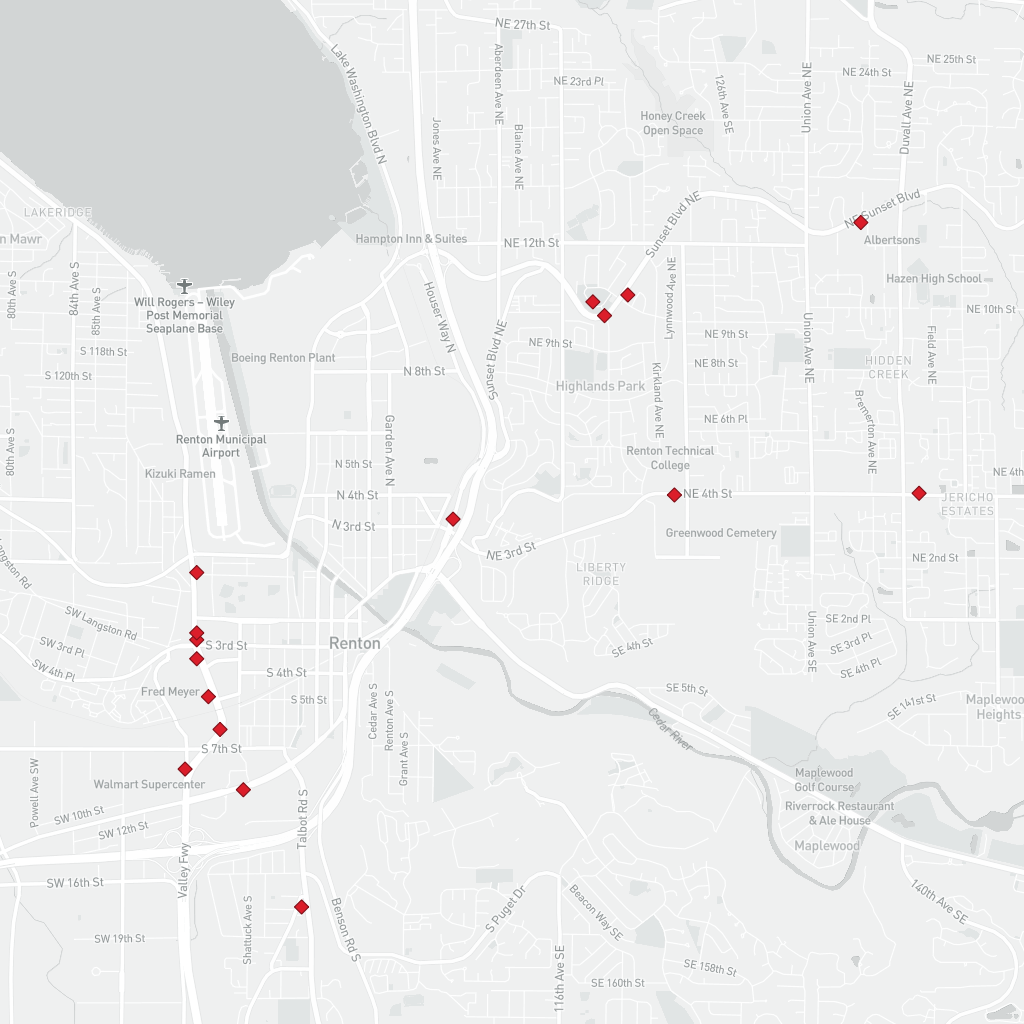 NE 27th St
Lake Washington Blvd N
Aberdeen Ave NE
NE 23rd Pl
NE 24th St
NE 25th St
126th Ave SE
Union Ave NE
Duvall Ave NE
Jones Ave NE
Blaine Ave NE
Honey Creek
Open Space
LAKERIDGE
n Mawr
Hampton Inn & Suites
NE 12th St
Sunset Blvd NE
NE Sunset Blvd
Albertsons
80th Ave S
84th Ave S
85th Ave S
Will Rogers – Wiley
Post Memorial
Seaplane Base
Houser Way N
Lynnwood Ave NE
Hazen High School
NE 10th St
S 118th St
Boeing Renton Plant
Sunset Blvd NE
NE 9th St
NE 9th St
Union Ave NE
Field Ave NE
S 120th St
N 8th St
NE 8th St
HIDDEN
CREEK
Highlands Park
Kirkland Ave NE
Bremerton Ave NE
NE 6th Pl
80th Ave S
Renton Municipal
Airport
Garden Ave N
Kizuki Ramen
N 5th St
Renton Technical
College
NE 4th
N 4th St
NE 4th St
JERICHO
ESTATES
N 3rd St
Greenwood Cemetery
NE 3rd St
NE 2nd St
Langston Rd
LIBERTY
RIDGE
SW Langston Rd
SW 3rd Pl
SW 4th Pl
S 3rd St
Renton
SE 4th St
Union Ave SE
SE 2nd Pl
SE 3rd Pl
SE 4th Pl
S 4th St
Fred Meyer
S 5th St
Cedar Ave S
Renton Ave S
Grant Ave S
SE 5th St
Cedar River
SE 141st St
Maplewood
Heights
S 7th St
Powell Ave SW
Walmart Supercenter
Maplewood
Golf Course
Riverrock Restaurant
& Ale House
Maplewood
SW 10th St
SW 12th St
Talbot Rd S
Valley Fwy
SW 16th St
140th Ave SE
Shattuck Ave S
Benson Rd S
S Puget Dr
Beacon Way SE
SW 19th St
116th Ave SE
SE 158th St
SE 160th St